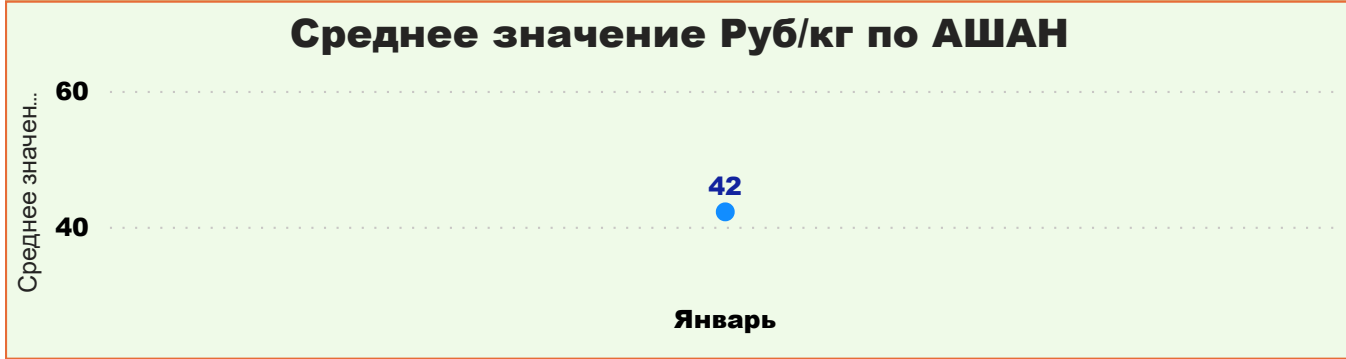 Среднее значение Руб/кг по АШАН
Среднее значен...
60
42
40
Январь